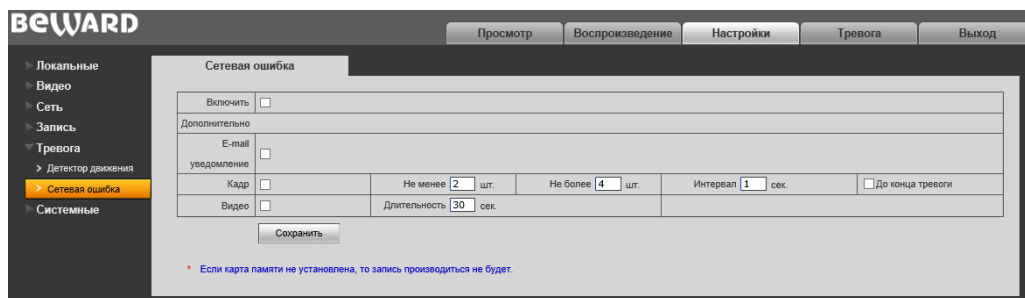 BEWARD
Просмотр Воспроизведение Настройки Тревога Выход
Локальные
Видео
Сеть
Запись
Тревога
Детектор движения
Сетевая ошибка
Системные
Сетевая ошибка
Включить
Дополнительно
E-mail
уведомление
Кадр Не менее 2 шт. Не более 4 шт. Интервал 1 сек. До конца тревоги
Видео Длительность 30 сек.
Сохранить
* Если карта памяти не установлена, то запись производиться не будет.